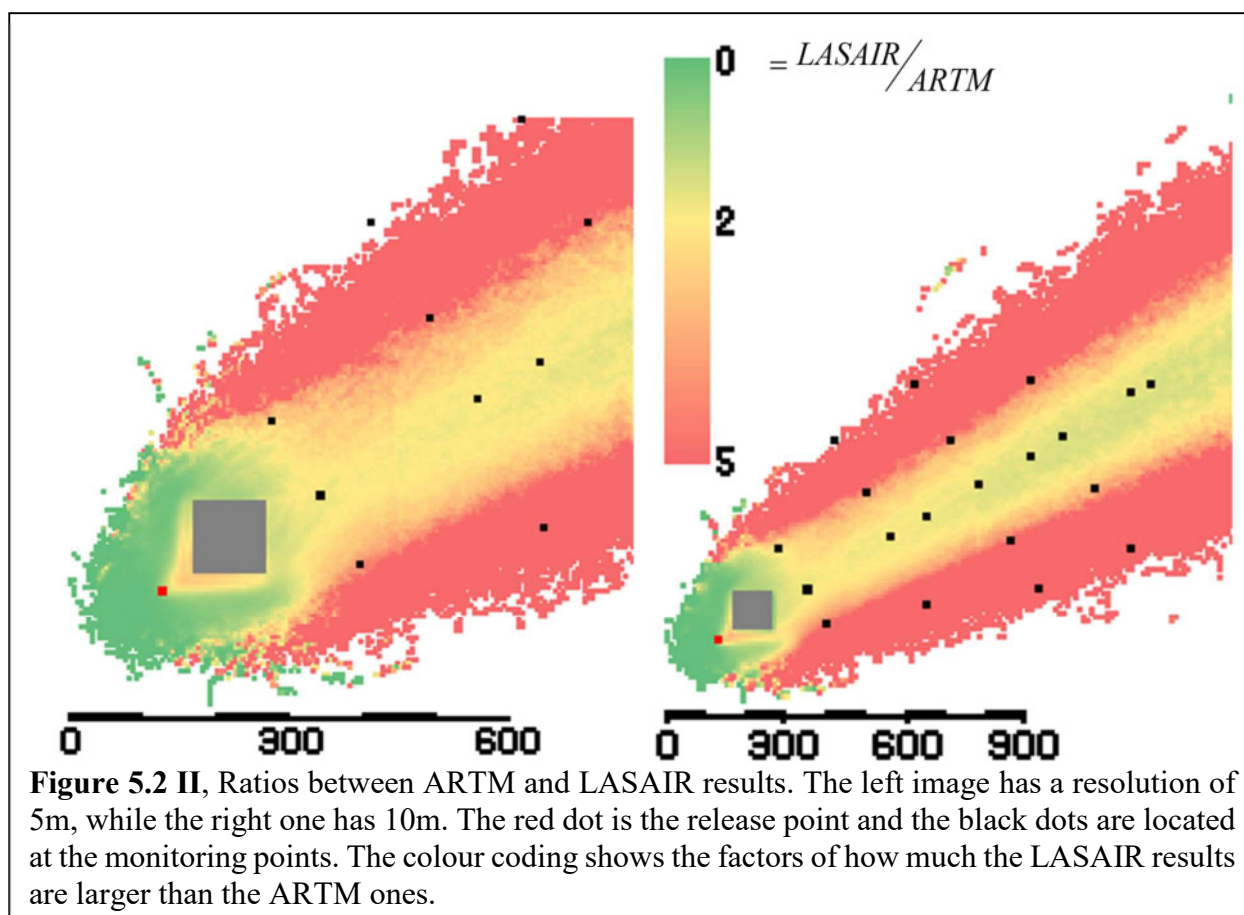 0
= LASAIR/ARTM
2
5
0 300 600
0 300 600 900
Figure 5.2 II, Ratios between ARTM and LASAIR results. The left image has a resolution of
5m, while the right one has 10m. The red dot is the release point and the black dots are located
at the monitoring points. The colour coding shows the factors of how much the LASAIR results
are larger than the ARTM ones.